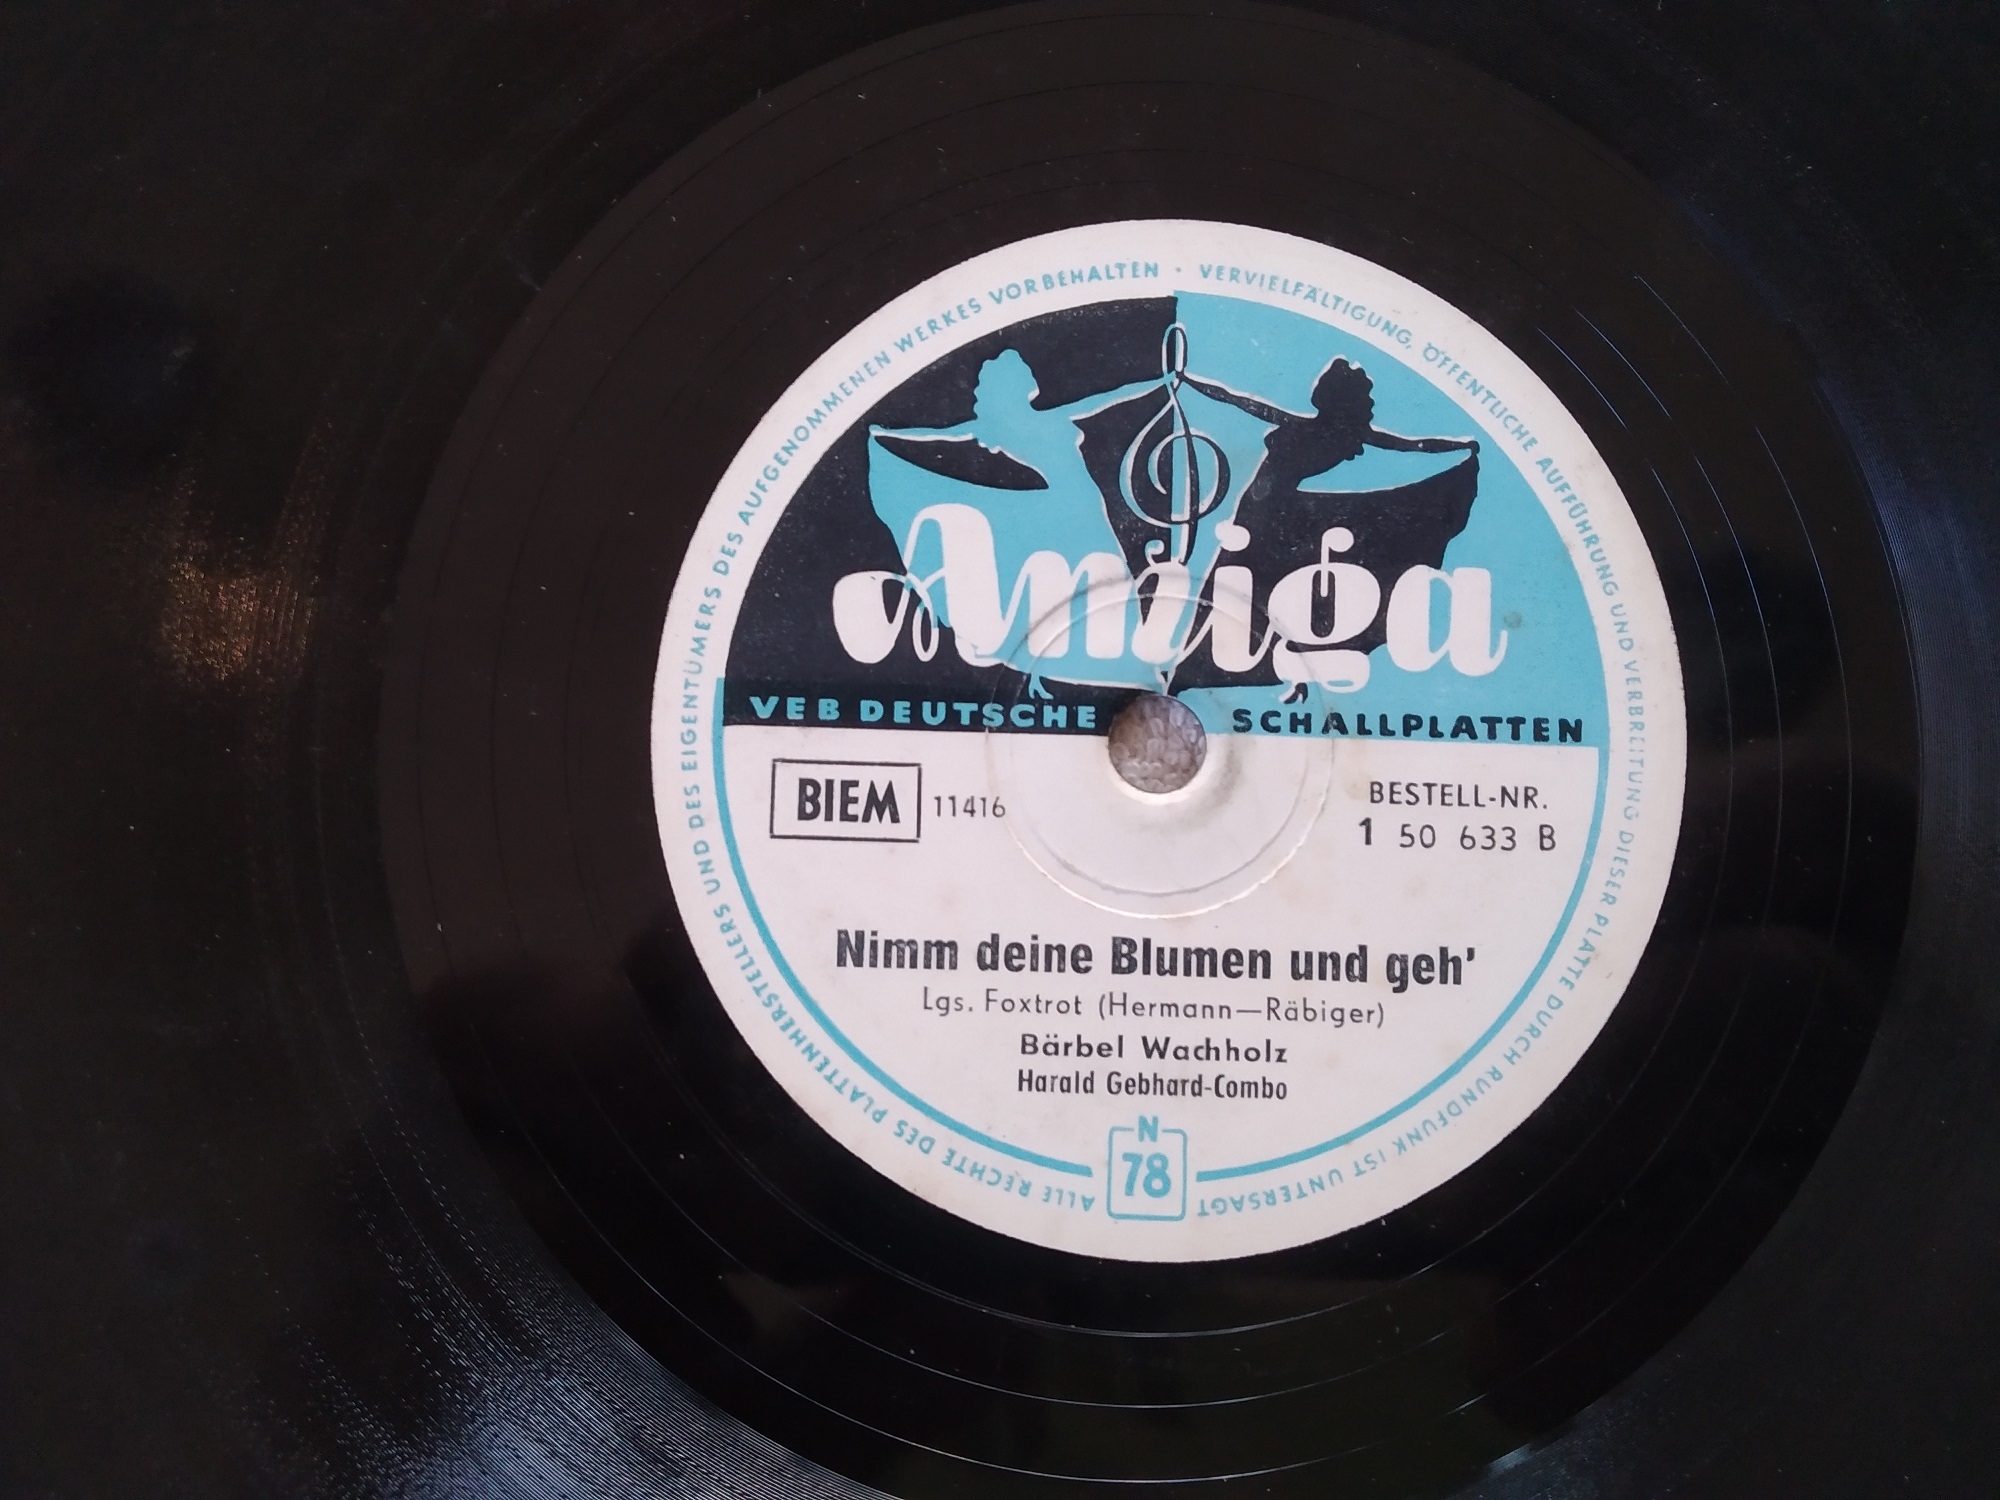 ALLE RECHTE DES PLATTENHERSTELLERS UND DES EIGENTÜMERS DES AUFGENOMMENEN WERKES VORBEHALTEN · VERVIELFÄLTIGUNG, ÖFFENTLICHE AUFFÜHRUNG UND VERBREITUNG DIESER PLATTE DURCH RUNDFUNK IST UNTERSAGT
Amiga
VEB DEUTSCHE SCHALLPLATTEN
BIEM 11416
BESTELL-NR.
1 50 633 B
Nimm deine Blumen und geh'
Lgs. Foxtrot (Hermann—Räbiger)
Bärbel Wachholz
Harald Gebhard-Combo
N
78